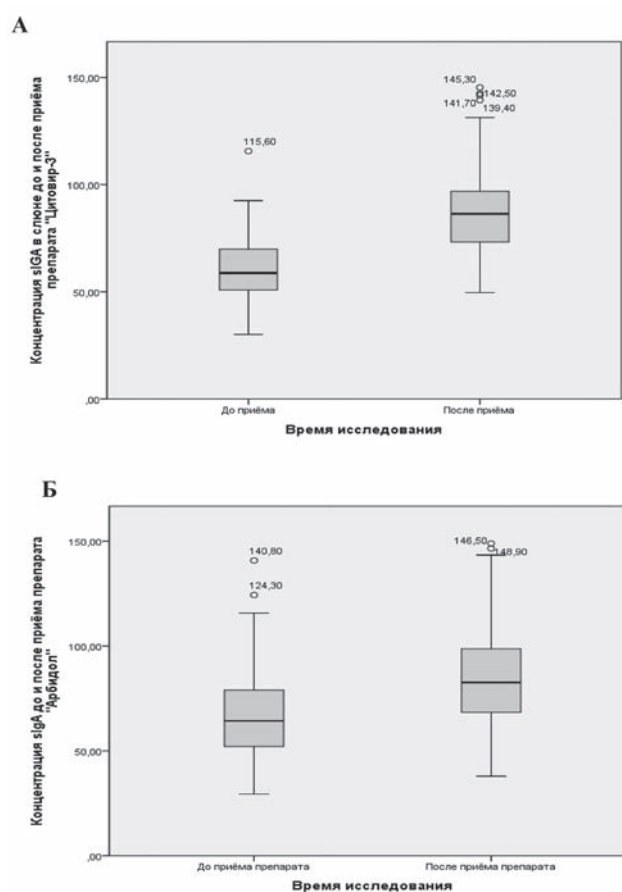 А
Концентрация sIGA в слюне до и после приёма
препарата "Цитовир-3"
150,00
100,00
50,00
,00
145,30
142,50
141,70
139,40
115,60
До приёма
После приёма
Время исследования
Б
Концентрация sIgA до и после приёма препарата
"Арбидол"
150,00
100,00
50,00
,00
146,50
148,90
140,80
124,30
До приёма препарата
После приёма препарата
Время исследования